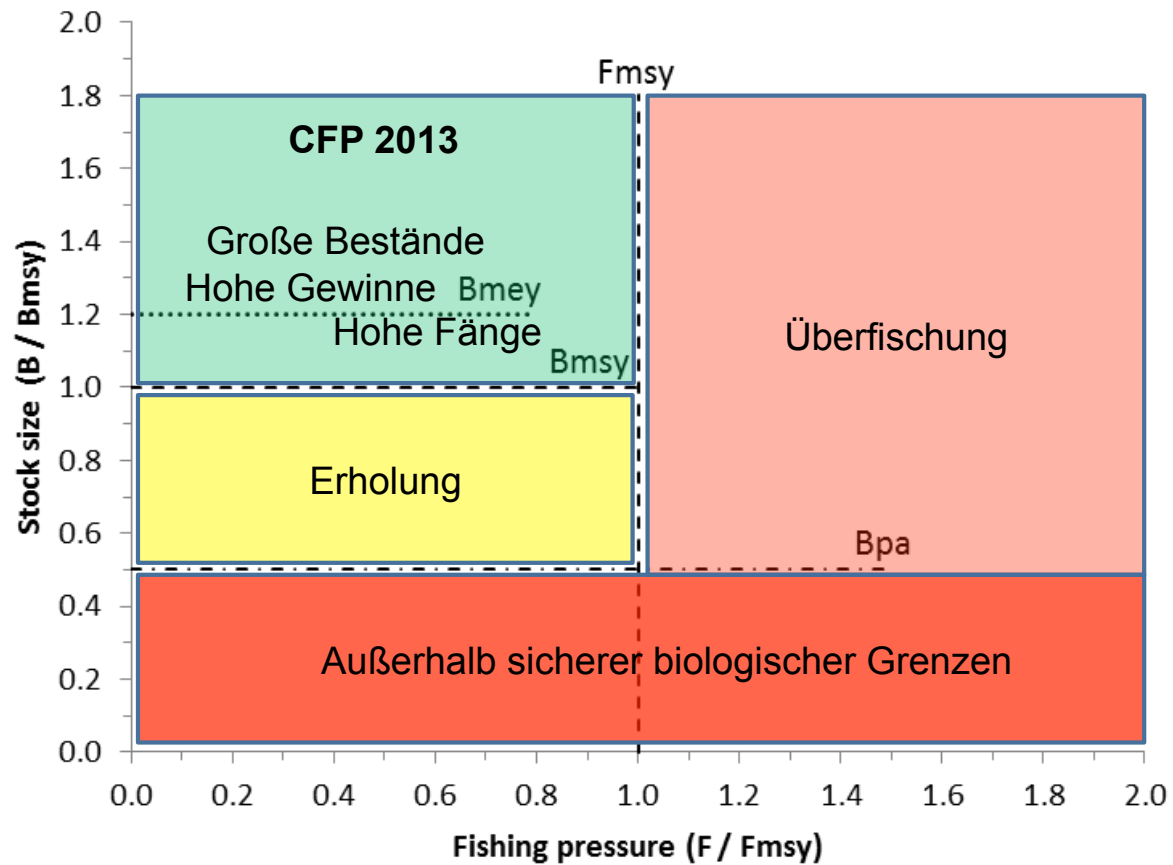 Stock size (B / Bmsy)
2.0
1.8
1.6
1.4
1.2
1.0
0.8
0.6
0.4
0.2
0.0
Fmsy
CFP 2013
Große Bestände
Hohe Gewinne
Bmey
Hohe Fänge
Bmsy
Überfischung
Erholung
Bpa
Außerhalb sicherer biologischer Grenzen
0.0 0.2 0.4 0.6 0.8 1.0 1.2 1.4 1.6 1.8 2.0
Fishing pressure (F / Fmsy)